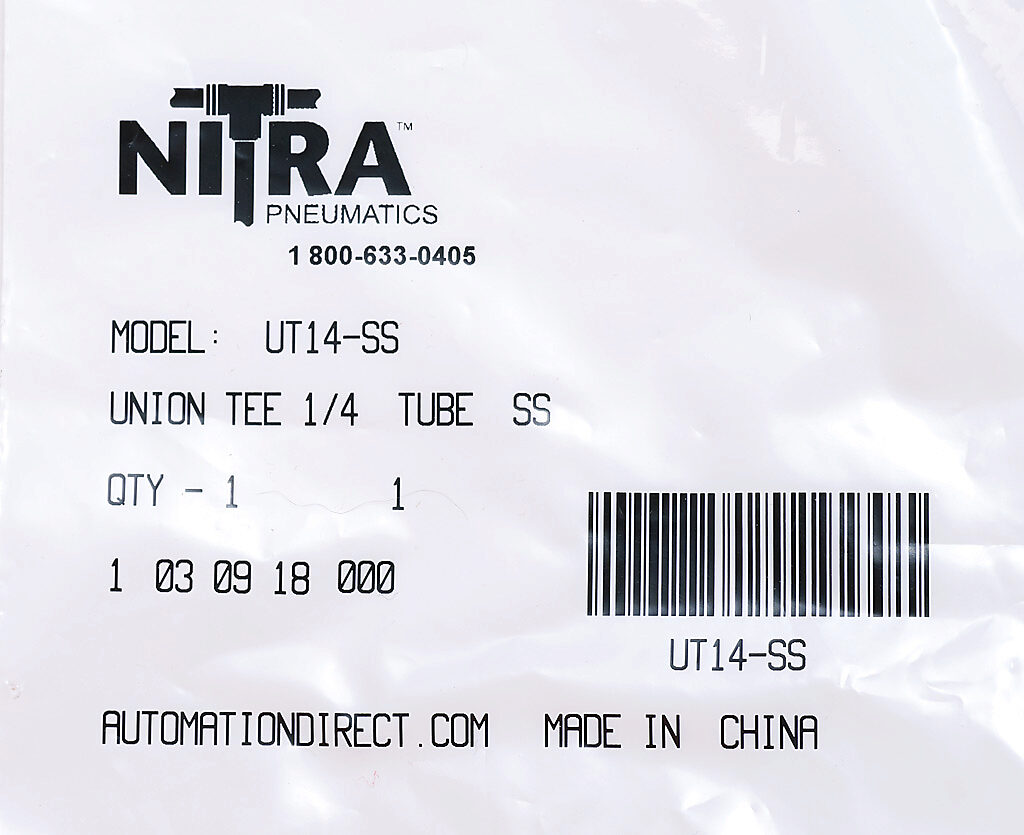 NITRA™
PNEUMATICS
1 800-633-0405
MODEL: UT14-SS
UNION TEE 1/4 TUBE SS
QTY - 1 1
1 03 09 18 000
UT14-SS
AUTOMATIONDIRECT.COM MADE IN CHINA